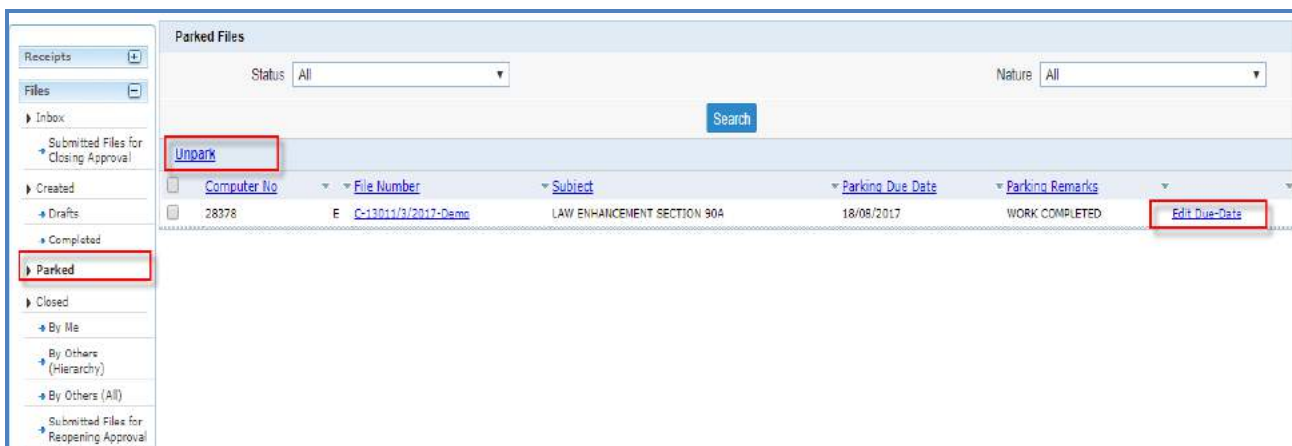 Receipts
Files
Inbox
Submitted Files for
Closing Approval
Created
Drafts
Completed
Parked
Closed
By Me
By Others
(Hierarchy)
By Others (All)
Submitted Files for
Reopening Approval
Parked Files
Status All Nature All
Search
Unpark
Computer No File Number Subject Parking Due Date Parking Remarks
28378 E C-13011/3/2017-Demo LAW ENHANCEMENT SECTION 90A 18/08/2017 WORK COMPLETED Edit Due-Date